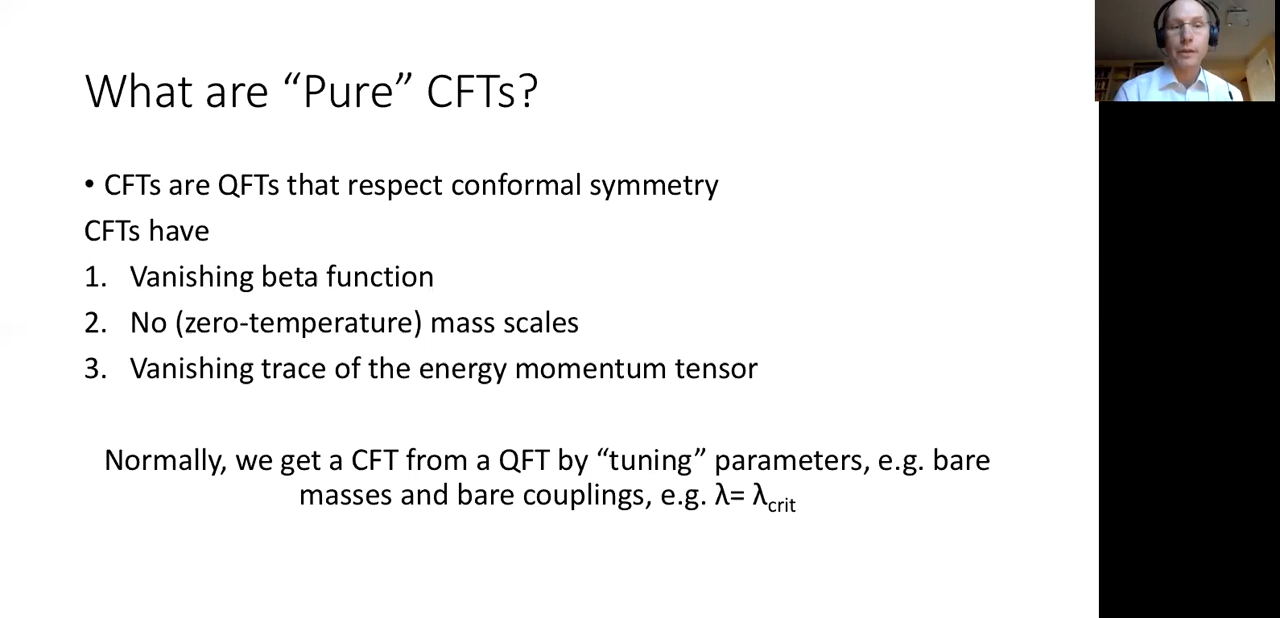 What are “Pure” CFTs?
• CFTs are QFTs that respect conformal symmetry
CFTs have
1. Vanishing beta function
2. No (zero-temperature) mass scales
3. Vanishing trace of the energy momentum tensor
Normally, we get a CFT from a QFT by “tuning” parameters, e.g. bare
masses and bare couplings, e.g. λ= λcrit